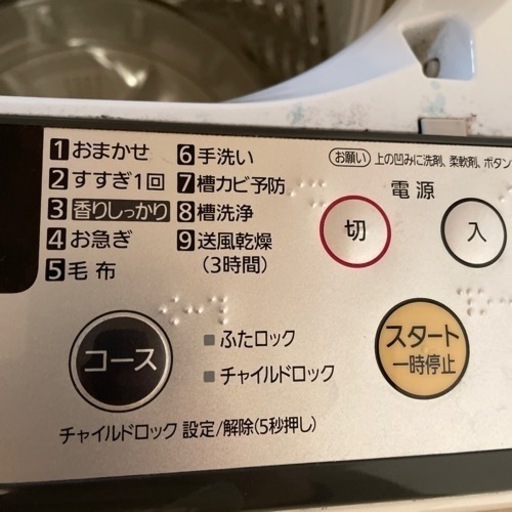 1 おまかせ
2 すすぎ1回
3 香りしっかり
4 お急ぎ
5 毛布
6 手洗い
7 槽カビ予防
8 槽洗浄
9 送風乾燥
(3時間)
お願い 上の凹みに洗剤、柔軟剤、ボタン
電源
切
入
コース
ふたロック
チャイルドロック
スタート
一時停止
チャイルドロック 設定/解除(5秒押し)